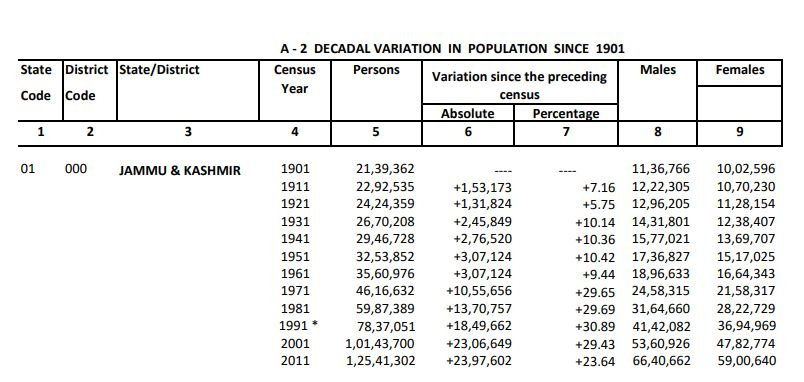 A - 2 DECADAL VARIATION IN POPULATION SINCE 1901
State Code District Code State/District Census Year Persons Variation since the preceding census Males Females
Absolute Percentage
1 2 3 4 5 6 7 8 9
01 000 JAMMU & KASHMIR 1901 21,39,362 ---- ---- 11,36,766 10,02,596
1911 22,92,535 +1,53,173 +7.16 12,22,305 10,70,230
1921 24,24,359 +1,31,824 +5.75 12,96,205 11,28,154
1931 26,70,208 +2,45,849 +10.14 14,31,801 12,38,407
1941 29,46,728 +2,76,520 +10.36 15,77,021 13,69,707
1951 32,53,852 +3,07,124 +10.42 17,36,827 15,17,025
1961 35,60,976 +3,07,124 +9.44 18,96,633 16,64,343
1971 46,16,632 +10,55,656 +29.65 24,58,315 21,58,317
1981 59,87,389 +13,70,757 +29.69 31,64,660 28,22,729
1991 * 78,37,051 +18,49,662 +30.89 41,42,082 36,94,969
2001 1,01,43,700 +23,06,649 +29.43 53,60,926 47,82,774
2011 1,25,41,302 +23,97,602 +23.64 66,40,662 59,00,640